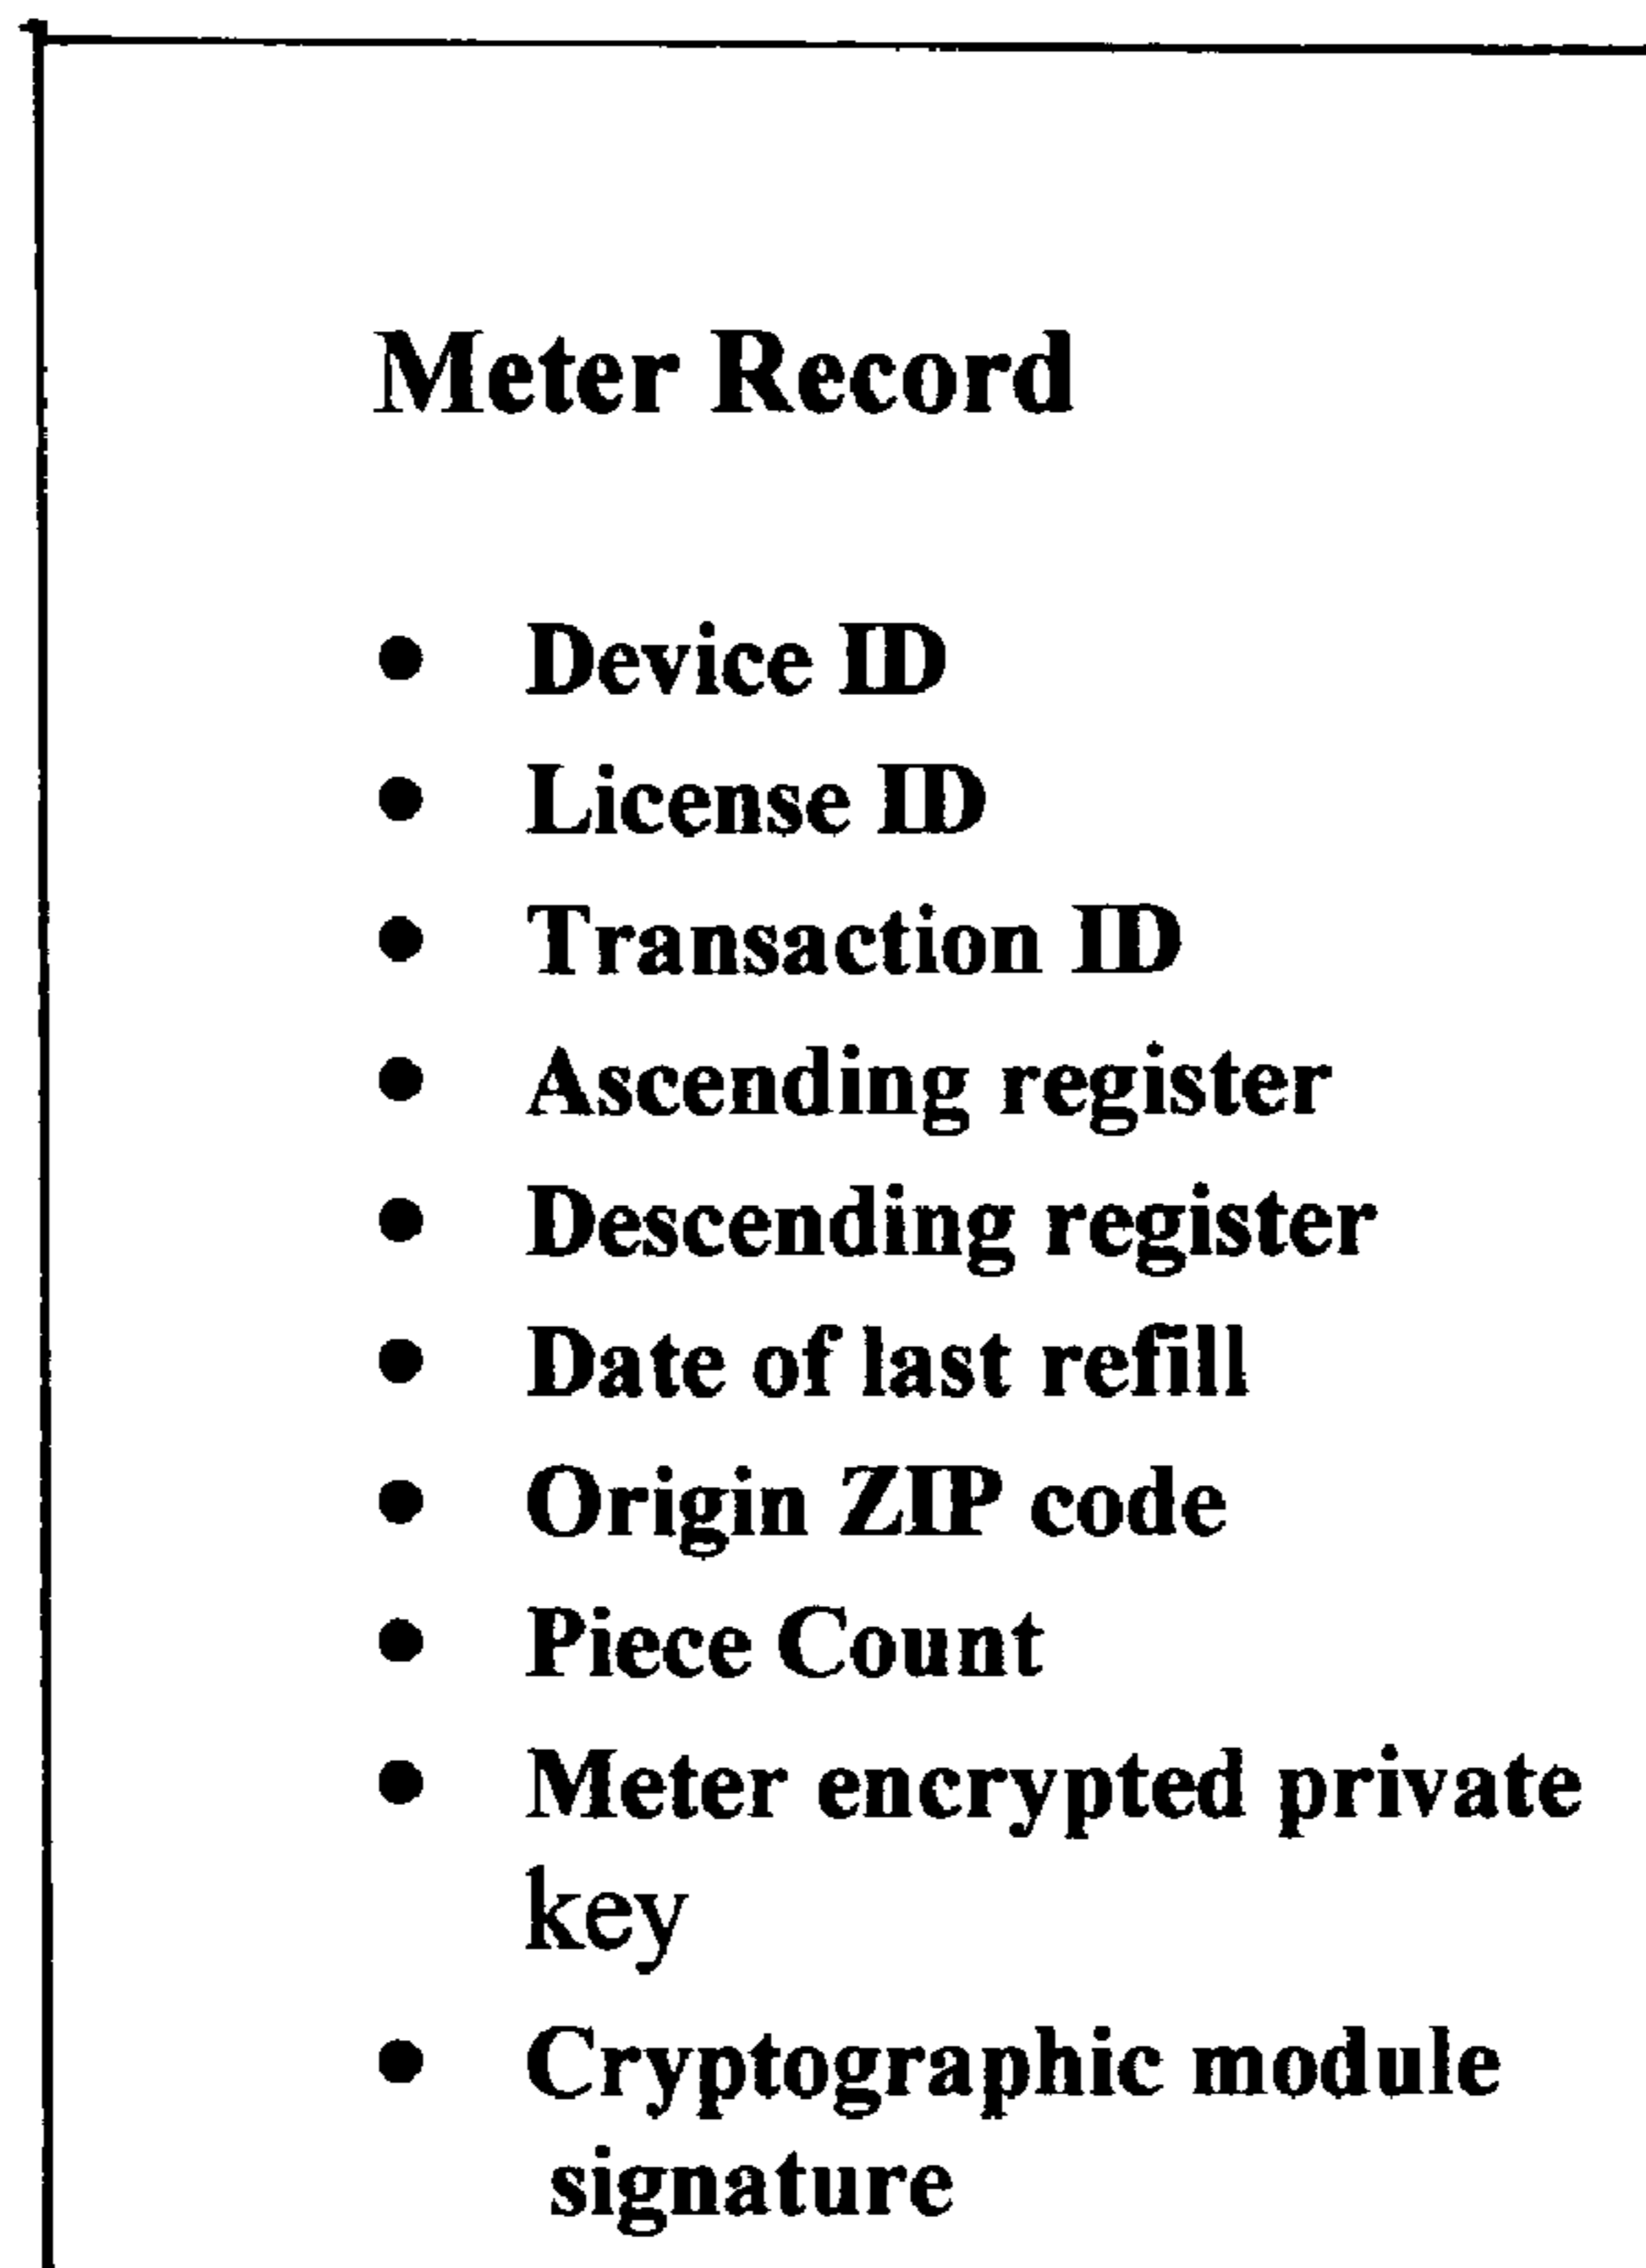 Meter Record
• Device ID
• License ID
• Transaction ID
• Ascending register
• Descending register
• Date of last refill
• Origin ZIP code
• Piece Count
• Meter encrypted private
key
• Cryptographic module
signature